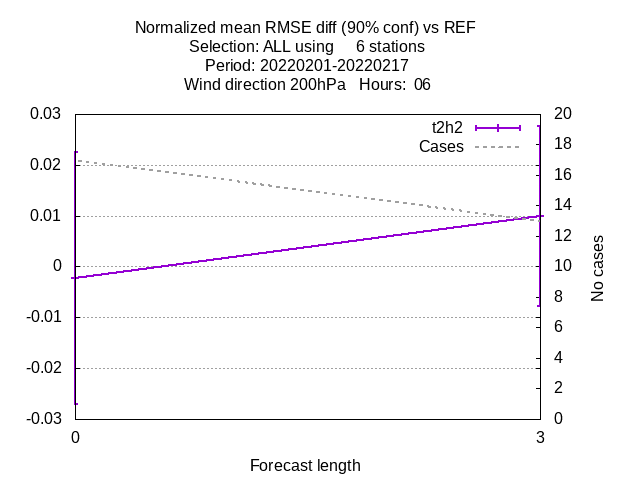 Normalized mean RMSE diff (90% conf) vs REF
Selection: ALL using     6 stations
Period: 20220201-20220217
Wind direction 200hPa   Hours:  06
t2h2
Cases
0.03
0.02
0.01
0
-0.01
-0.02
-0.03
20
18
16
14
12
10
8
6
4
2
0
No cases
0
3
Forecast length